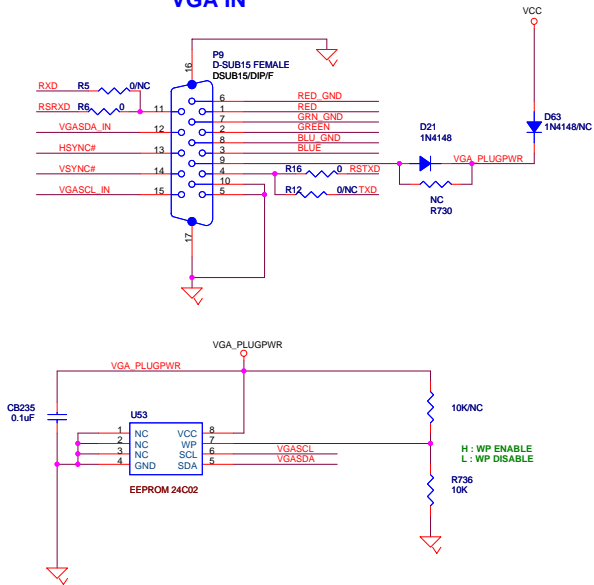 VGA IN
VCC
P9
D-SUB15 FEMALE
DSUB15/DIP/F
16
RXD R5 0/NC
RSRXD R6 0
11
VGASDA_IN 12
HSYNC# 13
VSYNC# 14
VGASCL_IN 15
6 RED_GND
1 RED
7 GRN_GND
2 GREEN
8 BLU_GND
3 BLUE
9
4 R16 0 RSTXD
10
5 R12 0/NC TXD
17
D21
1N4148
D63
1N4148/NC
VGA_PLUGPWR
NC
R730
VGA_PLUGPWR
VGA_PLUGPWR
CB235
0.1uF
U53
1 NC VCC 8
2 NC WP 7
3 NC SCL 6 VGASCL
4 GND SDA 5 VGASDA
EEPROM 24C02
10K/NC
H : WP ENABLE
L : WP DISABLE
R736
10K